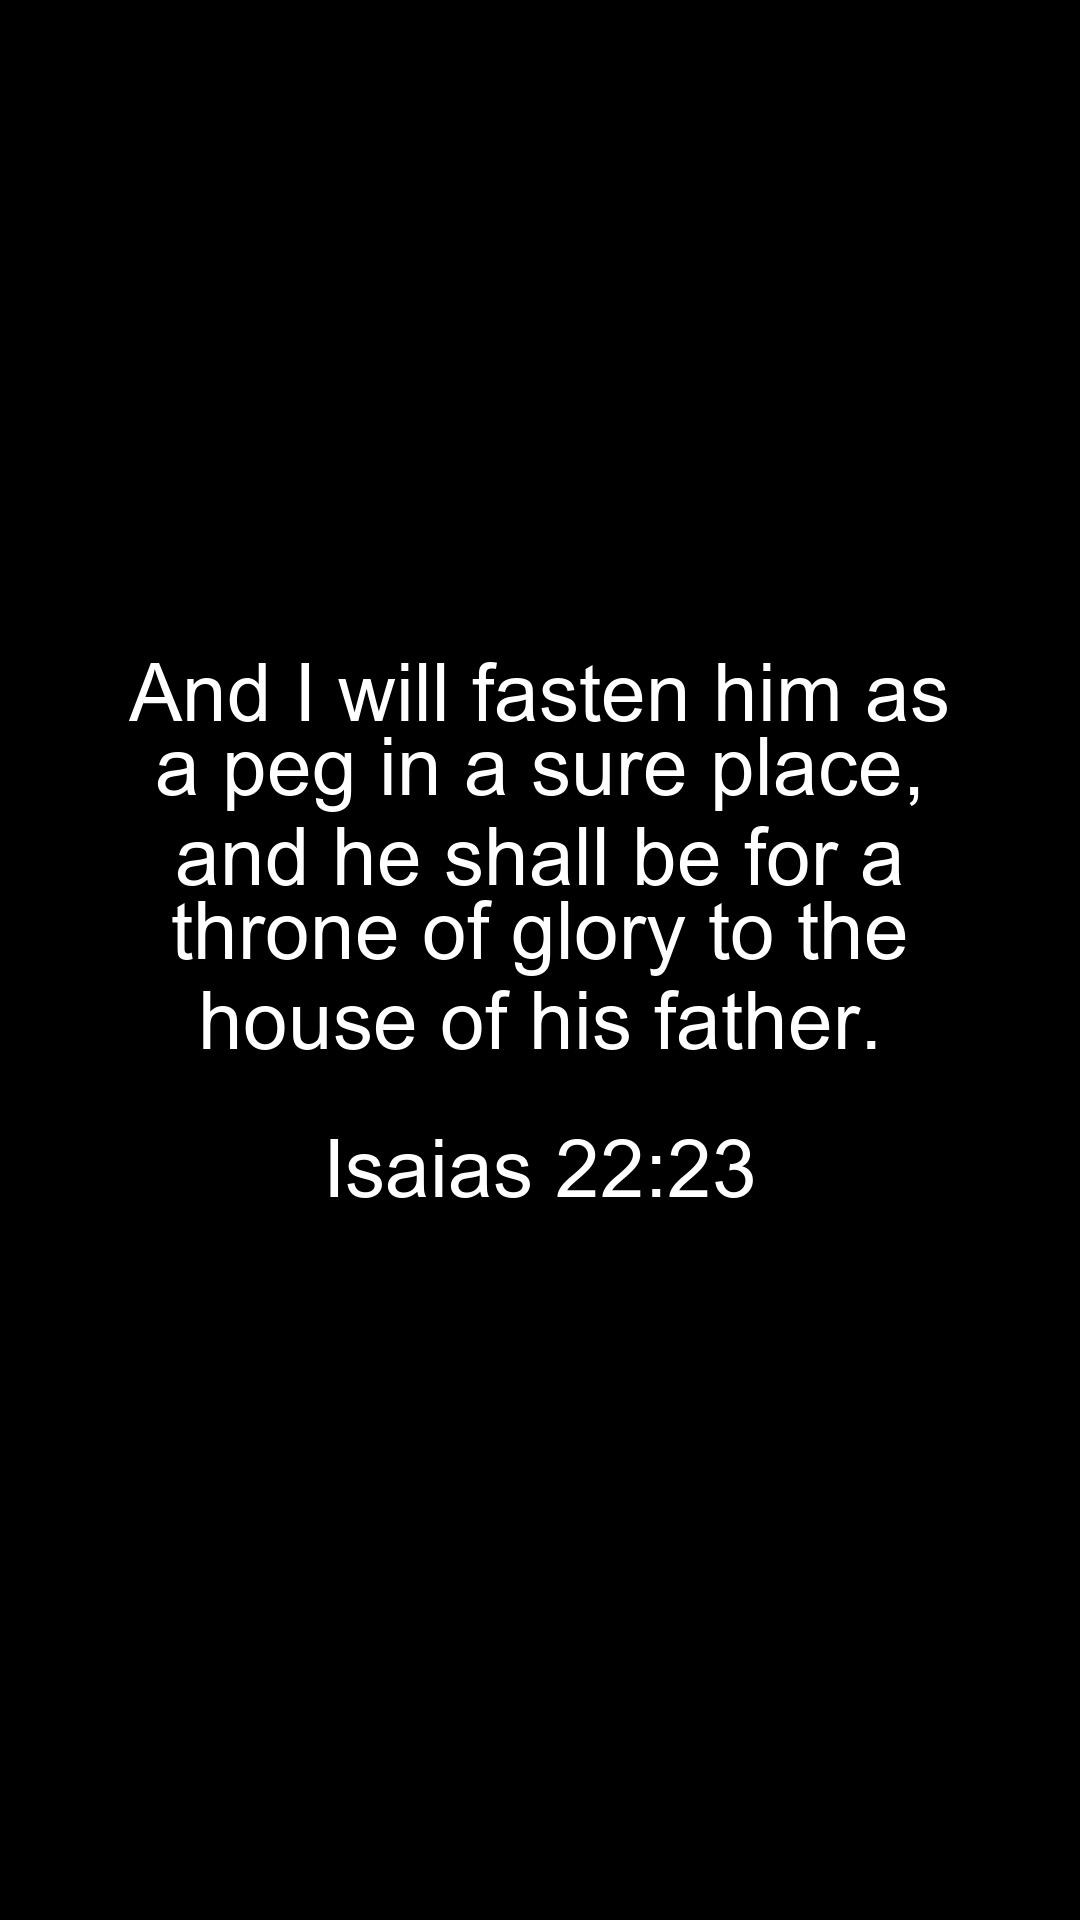 And I will fasten him as
a peg in a sure place,
and he shall be for a
throne of glory to the
house of his father.
Isaias 22:23